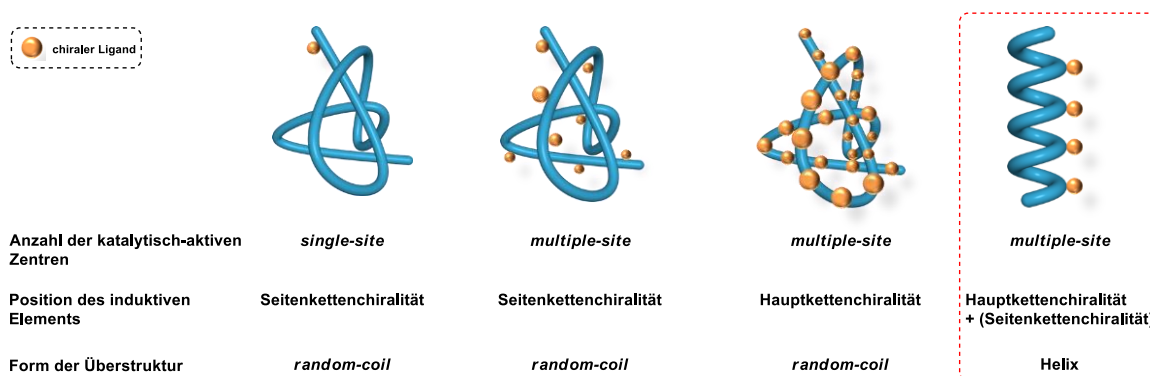 chiraler Ligand
Anzahl der katalytisch-aktiven
Zentren
single-site
multiple-site
multiple-site
multiple-site
Position des induktiven
Elements
Seitenkettenchiralität
Seitenkettenchiralität
Hauptkettenchiralität
Hauptkettenchiralität
+ (Seitenkettenchiralität)
Form der Überstruktur
random-coil
random-coil
random-coil
Helix